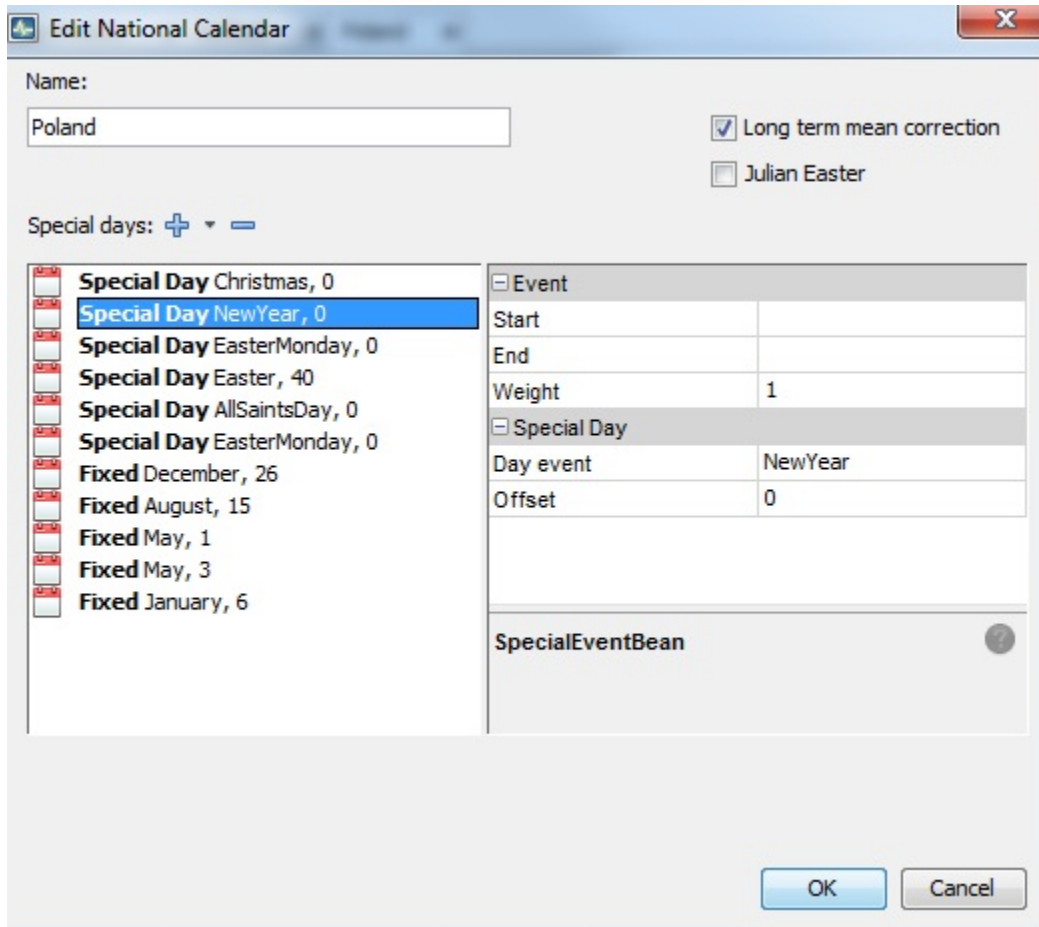 Edit National Calendar
Name:
Poland
Long term mean correction
Julian Easter
Special days:
Special Day Christmas, 0
Special Day NewYear, 0
Special Day EasterMonday, 0
Special Day Easter, 40
Special Day AllSaintsDay, 0
Special Day EasterMonday, 0
Fixed December, 26
Fixed August, 15
Fixed May, 1
Fixed May, 3
Fixed January, 6
Event
Start
End
Weight 1
Special Day
Day event NewYear
Offset 0
SpecialEventBean
?
OK Cancel